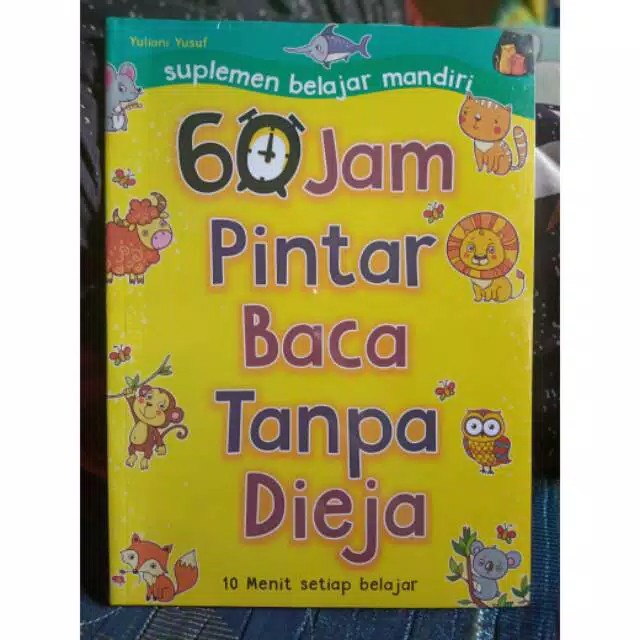 Yuliani Yusuf
suplemen belajar mandiri
60 Jam
Pintar
Baca
Tanpa
Dieja
10 Menit setiap belajar